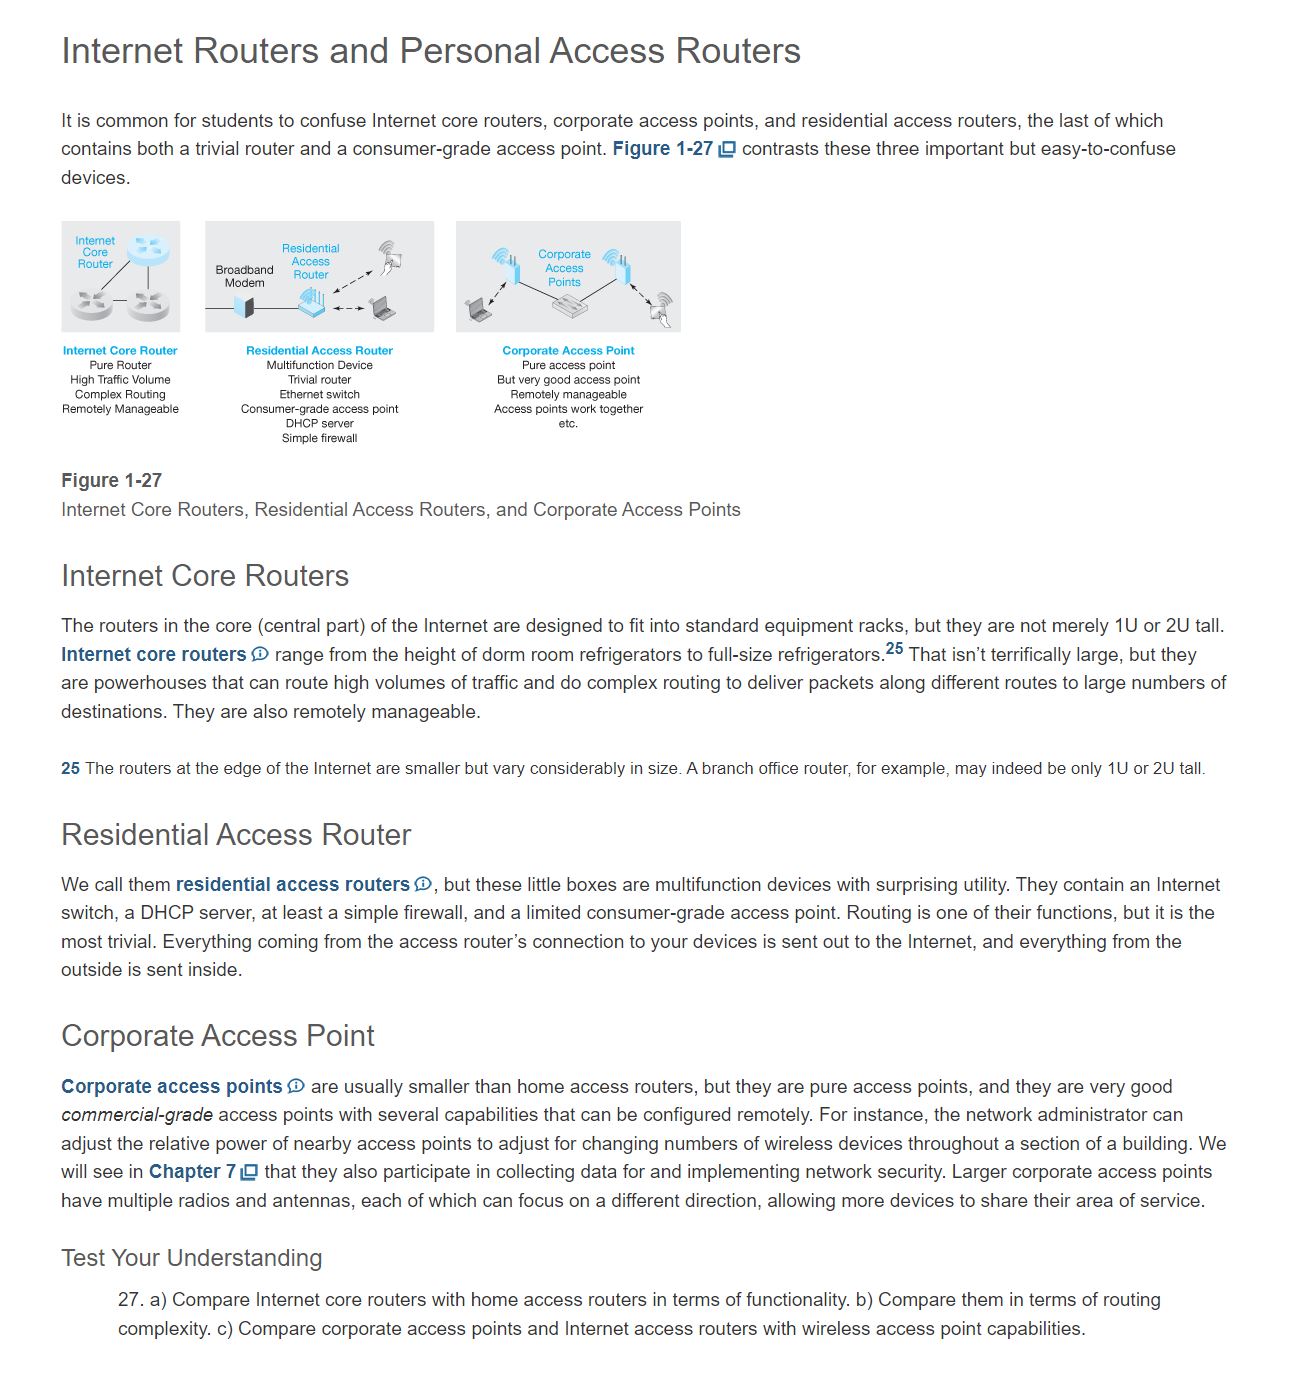 Internet Routers and Personal Access Routers
It is common for students to confuse Internet core routers, corporate access points, and residential access routers, the last of which
contains both a trivial router and a consumer-grade access point. Figure 1-27 contrasts these three important but easy-to-confuse
devices.
Internet
Core
Router
Broadband
Modem
Residential
Access
Router
Corporate
Access
Points
Internet Core Router
Pure Router
High Traffic Volume
Complex Routing
Remotely Manageable
Residential Access Router
Multifunction Device
Trivial router
Ethernet switch
Consumer-grade access point
DHCP server
Simple firewall
Corporate Access Point
Pure access point
But very good access point
Remotely manageable
Access points work together
etc.
Figure 1-27
Internet Core Routers, Residential Access Routers, and Corporate Access Points
Internet Core Routers
The routers in the core (central part) of the Internet are designed to fit into standard equipment racks, but they are not merely 1U or 2U tall.
Internet core routers range from the height of dorm room refrigerators to full-size refrigerators.25 That isn't terrifically large, but they
are powerhouses that can route high volumes of traffic and do complex routing to deliver packets along different routes to large numbers of
destinations. They are also remotely manageable.
25 The routers at the edge of the Internet are smaller but vary considerably in size. A branch office router, for example, may indeed be only 1U or 2U tall.
Residential Access Router
We call them residential access routers, but these little boxes are multifunction devices with surprising utility. They contain an Internet
switch, a DHCP server, at least a simple firewall, and a limited consumer-grade access point. Routing is one of their functions, but it is the
most trivial. Everything coming from the access router's connection to your devices is sent out to the Internet, and everything from the
outside is sent inside.
Corporate Access Point
Corporate access points are usually smaller than home access routers, but they are pure access points, and they are very good
commercial-grade access points with several capabilities that can be configured remotely. For instance, the network administrator can
adjust the relative power of nearby access points to adjust for changing numbers of wireless devices throughout a section of a building. We
will see in Chapter 7 that they also participate in collecting data for and implementing network security. Larger corporate access points
have multiple radios and antennas, each of which can focus on a different direction, allowing more devices to share their area of service.
Test Your Understanding
27. a) Compare Internet core routers with home access routers in terms of functionality. b) Compare them in terms of routing
complexity. c) Compare corporate access points and Internet access routers with wireless access point capabilities.